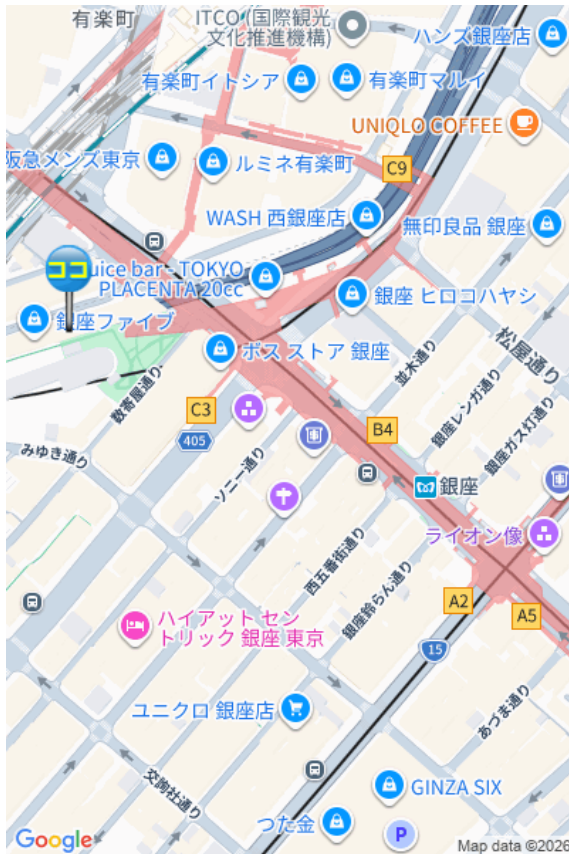 有楽町
ITCO (国際観光
文化推進機構)
ハンズ銀座店
有楽町イトシア
有楽町マルイ
UNIQLO COFFEE
阪急メンズ東京
ルミネ有楽町
C9
WASH 西銀座店
無印良品 銀座
ココ
uice bar - TOKYO
PLACENTA 20cc
銀座 ヒロコハヤシ
銀座ファイブ
ボス ストア 銀座
松屋通り
並木通り
数寄屋通り
C3
B4
銀座レンガ通り
銀座ガス灯通り
405
みゆき通り
ソニー通り
銀座
ライオン像
西五番街通り
銀座鈴らん通り
A2
A5
ハイアット セン
トリック 銀座 東京
15
ユニクロ 銀座店
あづま通り
交詢社通り
GINZA SIX
つた金
P
Google
Map data ©2026